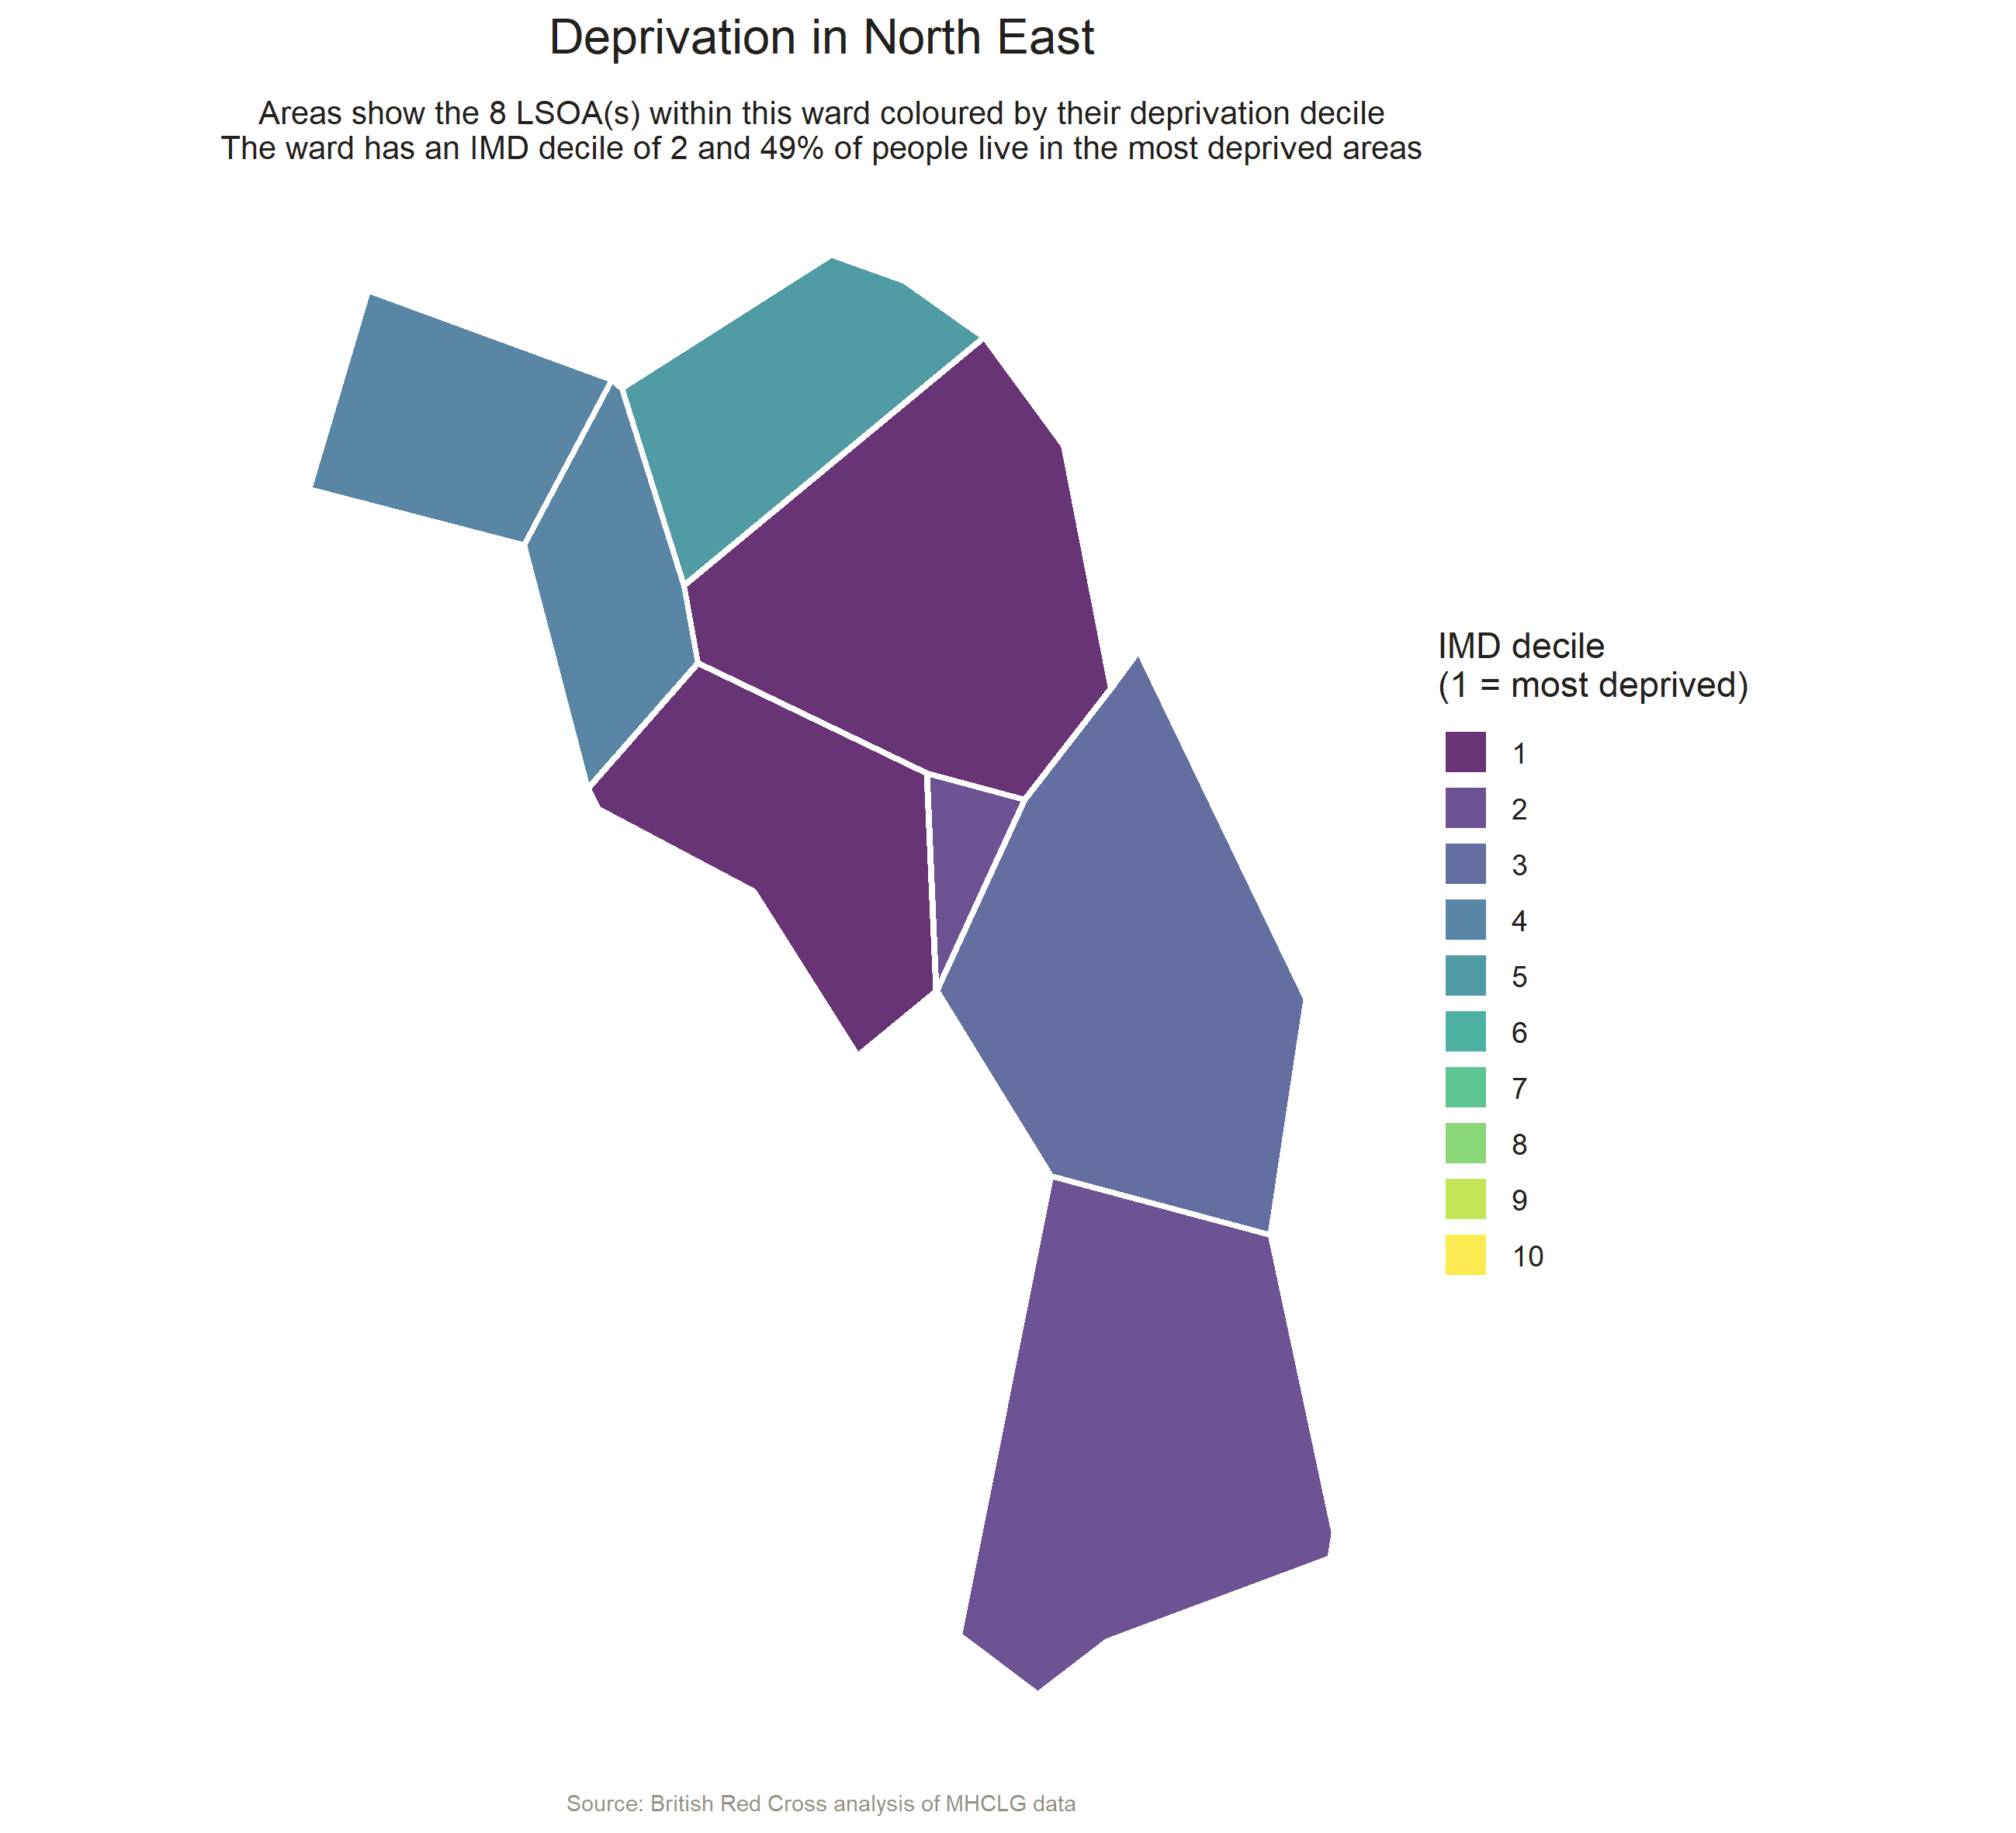 Deprivation in North East
Areas show the 8 LSOA(s) within this ward coloured by their deprivation decile
The ward has an IMD decile of 2 and 49% of people live in the most deprived areas
IMD decile
(1 = most deprived)
1
2
3
4
5
6
7
8
9
10
Source: British Red Cross analysis of MHCLG data